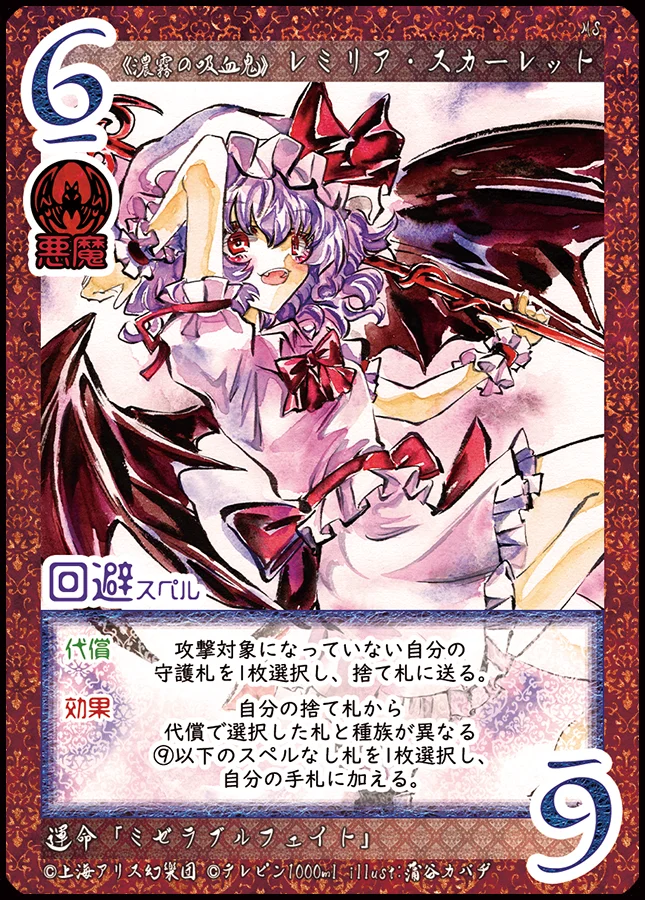 MS
6
《濃霧の吸血鬼》 レミリア・スカーレット
悪魔
回避スペル
代償
攻撃対象になっていない自分の
守護札を1枚選択し、捨て札に送る。
効果
自分の捨て札から
代償で選択した札と種族が異なる
⑨以下のスペルなし札を1枚選択し、
自分の手札に加える。
6
運命「ミゼラブルフェイト」
©上海アリス幻樂団 ©テレピン1000ml illust:蒲谷カバヂ